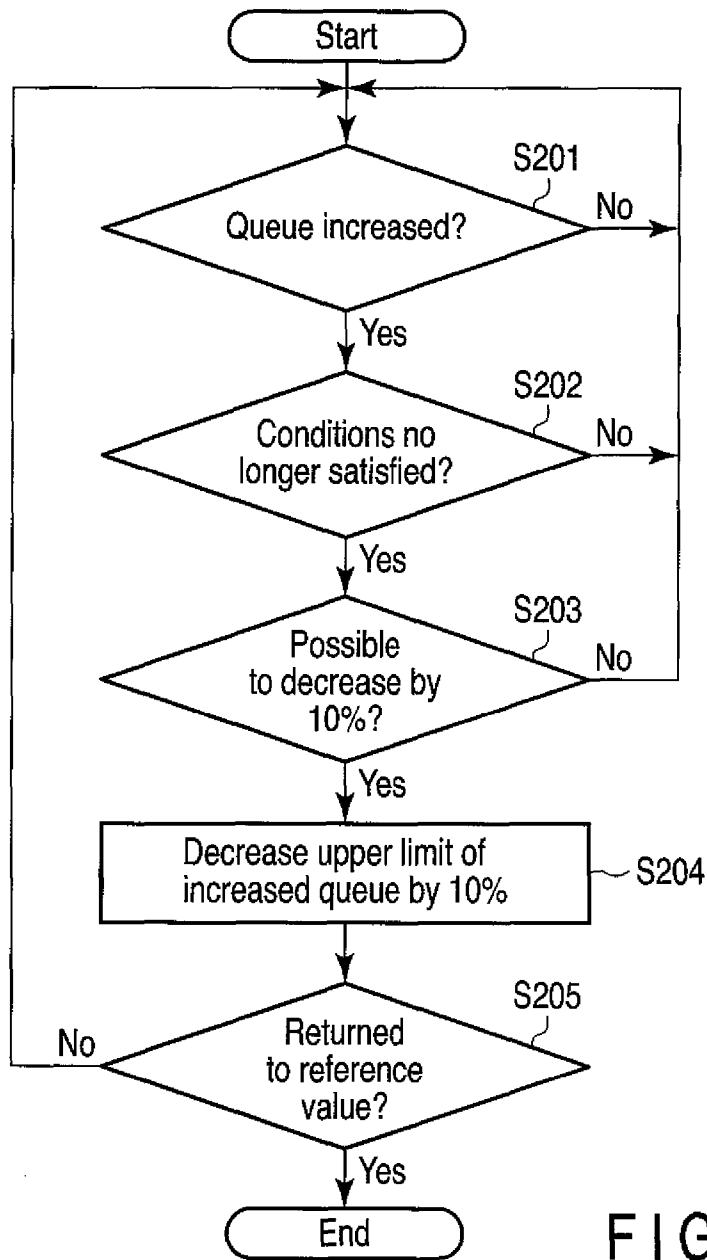 Start
S201
Queue increased?
No
Yes
S202
Conditions no
longer satisfied?
No
Yes
S203
Possible
to decrease by
10%?
No
Yes
Decrease upper limit of
increased queue by 10%
S204
S205
No
Returned
to reference
value?
Yes
End
FIG